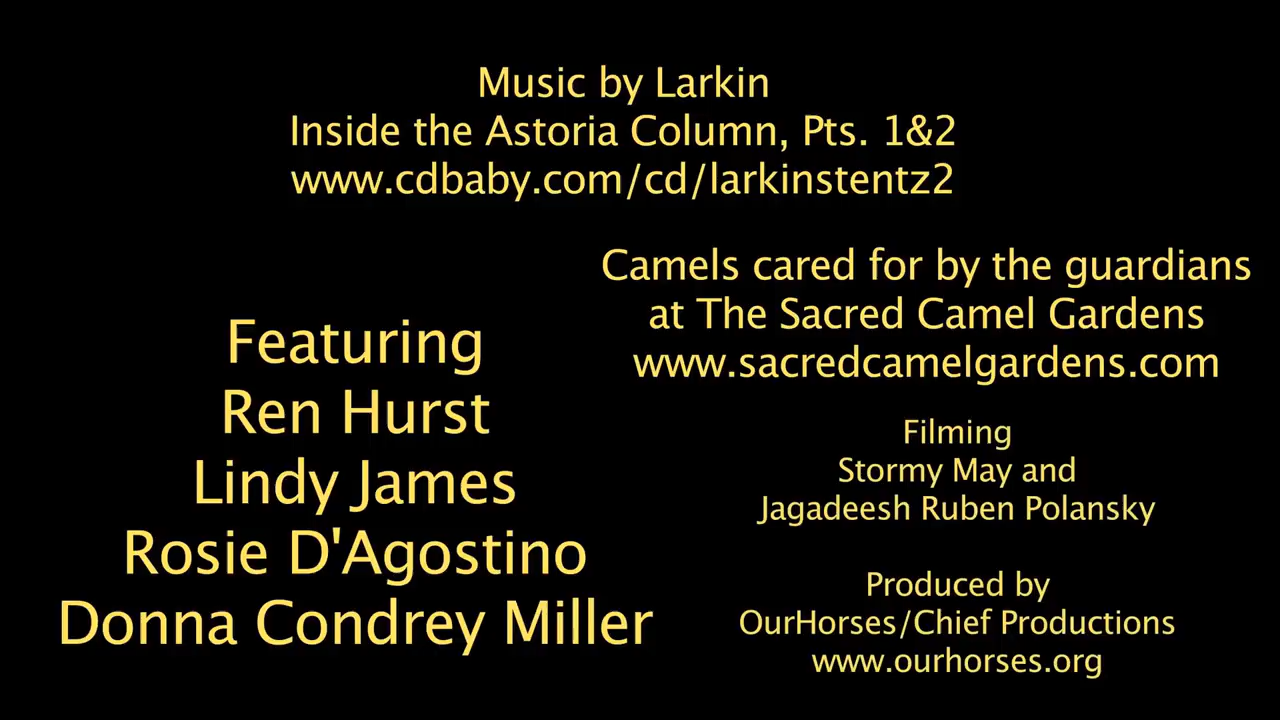 Music by Larkin
Inside the Astoria Column, Pts. 1&2
www.cdbaby.com/cd/larkinstentz2
Camels cared for by the guardians
at The Sacred Camel Gardens
www.sacredcamelgardens.com
Featuring
Ren Hurst
Lindy James
Rosie D'Agostino
Donna Condrey Miller
Filming
Stormy May and
Jagadeesh Ruben Polansky
Produced by
OurHorses/Chief Productions
www.ourhorses.org